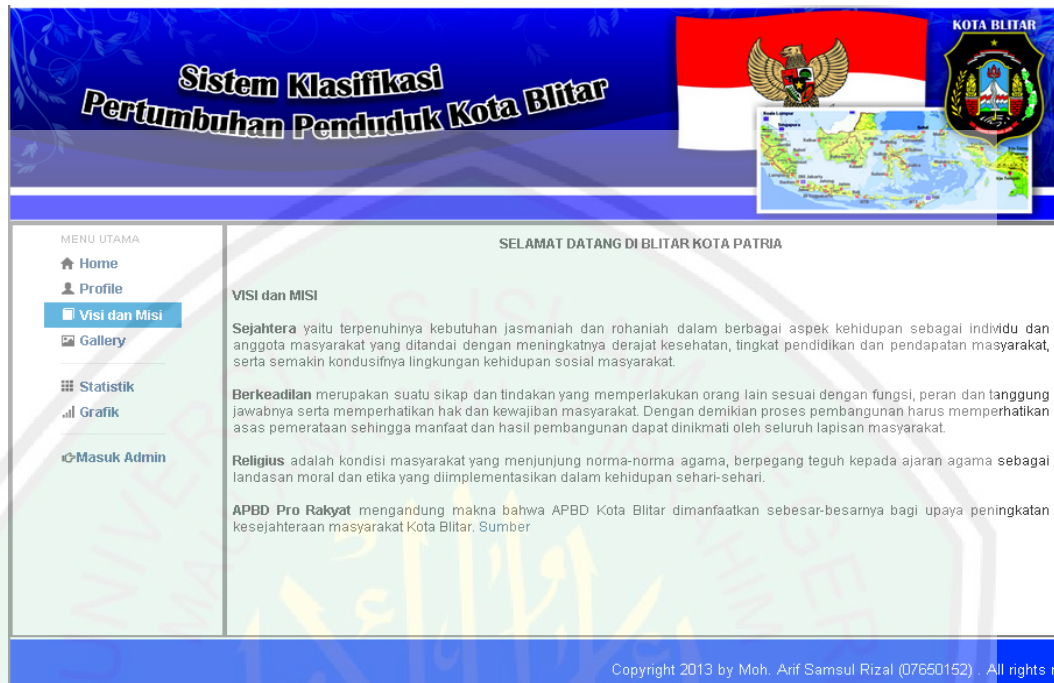 Sistem Klasifikasi
Pertumbuhan Penduduk Kota Blitar
KOTA BLITAR
Kuala Lumpur
Singapura
MENU UTAMA
Home
Profile
Visi dan Misi
Gallery
Statistik
Grafik
Masuk Admin
SELAMAT DATANG DI BLITAR KOTA PATRIA
VISI dan MISI
Sejahtera yaitu terpenuhinya kebutuhan jasmaniah dan rohaniah dalam berbagai aspek kehidupan sebagai individu dan
anggota masyarakat yang ditandai dengan meningkatnya derajat kesehatan, tingkat pendidikan dan pendapatan masyarakat,
serta semakin kondusifnya lingkungan kehidupan sosial masyarakat.
Berkeadilan merupakan suatu sikap dan tindakan yang memperlakukan orang lain sesuai dengan fungsi, peran dan tanggung
jawabnya serta memperhatikan hak dan kewajiban masyarakat. Dengan demikian proses pembangunan harus memperhatikan
asas pemerataan sehingga manfaat dan hasil pembangunan dapat dinikmati oleh seluruh lapisan masyarakat.
Religius adalah kondisi masyarakat yang menjunjung norma-norma agama, berpegang teguh kepada ajaran agama sebagai
landasan moral dan etika yang diimplementasikan dalam kehidupan sehari-sehari.
APBD Pro Rakyat mengandung makna bahwa APBD Kota Blitar dimanfaatkan sebesar-besarnya bagi upaya peningkatan
kesejahteraan masyarakat Kota Blitar. Sumber
Copyright 2013 by Moh. Arif Samsul Rizal (07650152) . All rights